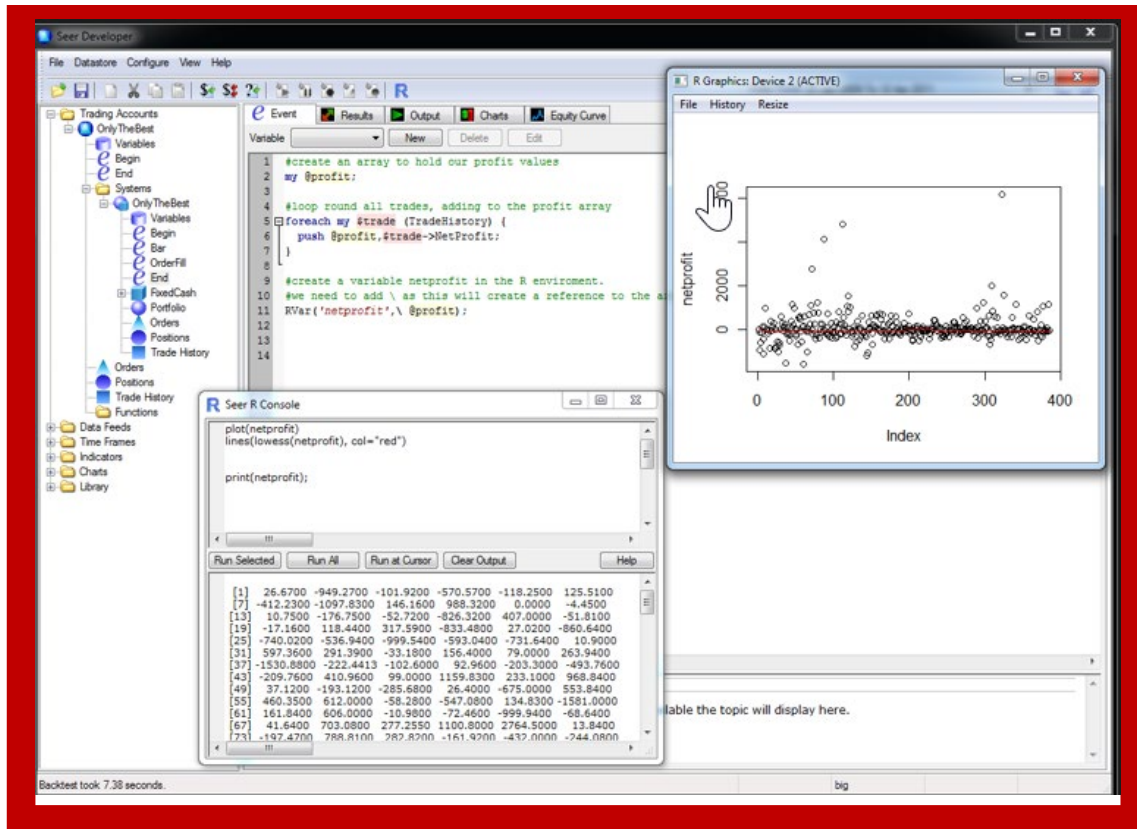 Seer Developer
File Datastore Configure View Help
Trading Accounts
OnlyTheBest
Variables
Begin
End
Systems
OnlyTheBest
Variables
Begin
Bar
OrderFill
End
FixedCash
Portfolio
Orders
Positions
Trade History
Orders
Positions
Trade History
Functions
Data Feeds
Time Frames
Indicators
Charts
Library
Event Results Output Charts Equity Curve
Variable New Delete Edit
1 #create an array to hold our profit values
2 my @profit;
3
4 #loop round all trades, adding to the profit array
5 foreach my $trade (TradeHistory) {
6 push @profit,$trade->NetProfit;
7 }
8
9 #create a variable netprofit in the R enviroment.
10 #we need to add \ as this will create a reference to the
11 RVar('netprofit',\ @profit);
12
13
14
R Graphics: Device 2 (ACTIVE)
File History Resize
netprofit
2000
0
0 100 200 300 400
Index
R Seer R Console
plot(netprofit)
lines(lowess(netprofit), col="red")
print(netprofit);
Run Selected Run All Run at Cursor Clear Output Help
[1] 26.6700 -949.2700 -101.9200 -570.5700 -118.2500 125.5100
[7] -412.2300 -1097.8300 146.1600 988.3200 0.0000 -4.4500
[13] 10.7500 -176.7500 -52.7200 -826.3200 407.0000 -51.8100
[19] -17.1600 118.4400 317.5900 -833.4800 27.0200 -860.6400
[25] -740.0200 -536.9400 -999.5400 -593.0400 -731.6400 10.9000
[31] 597.3600 291.3900 -33.1800 156.4000 79.0000 263.9400
[37] -1530.8800 -222.4413 -102.6000 92.9600 -203.3000 -493.7600
[43] -209.7600 410.9600 99.0000 1159.8300 233.1000 968.8400
[49] 37.1200 -193.1200 -285.6800 26.4000 -675.0000 553.8400
[55] 460.3500 612.0000 -58.2800 -547.0800 134.8300 -1581.0000
[61] 161.8400 606.0000 -10.9800 -72.4600 -999.9400 -68.6400
[67] 41.6400 703.0800 277.2550 1100.8000 2764.5000 13.8400
[73] -197.4700 788.8100 282.8200 -161.9200 -432.0000 -244.0800
lable the topic will display here.
Backtest took 7.38 seconds.
big